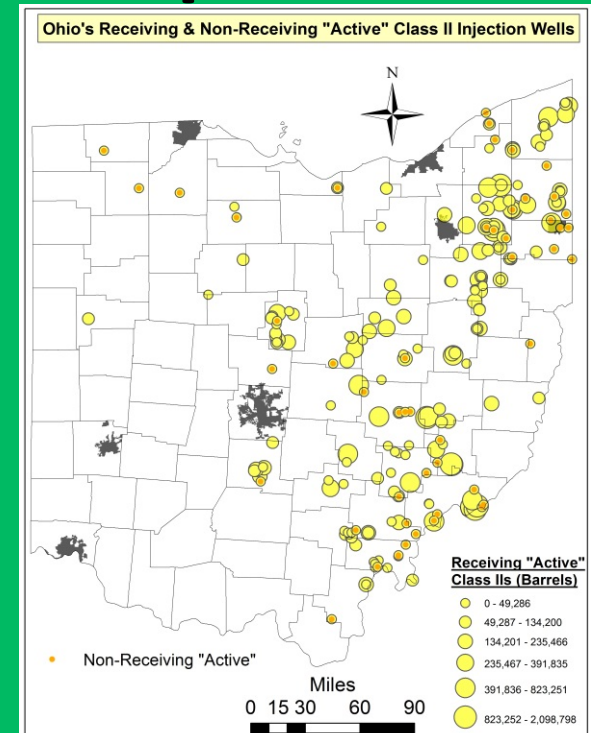 Ohio's Receiving & Non-Receiving "Active" Class II Injection Wells
N
Receiving "Active"
Class IIs (Barrels)
0 - 49,286
49,287 - 134,200
134,201 - 235,466
235,467 - 391,835
391,836 - 823,251
823,252 - 2,098,798
Non-Receiving "Active"
Miles
0 15 30 60 90